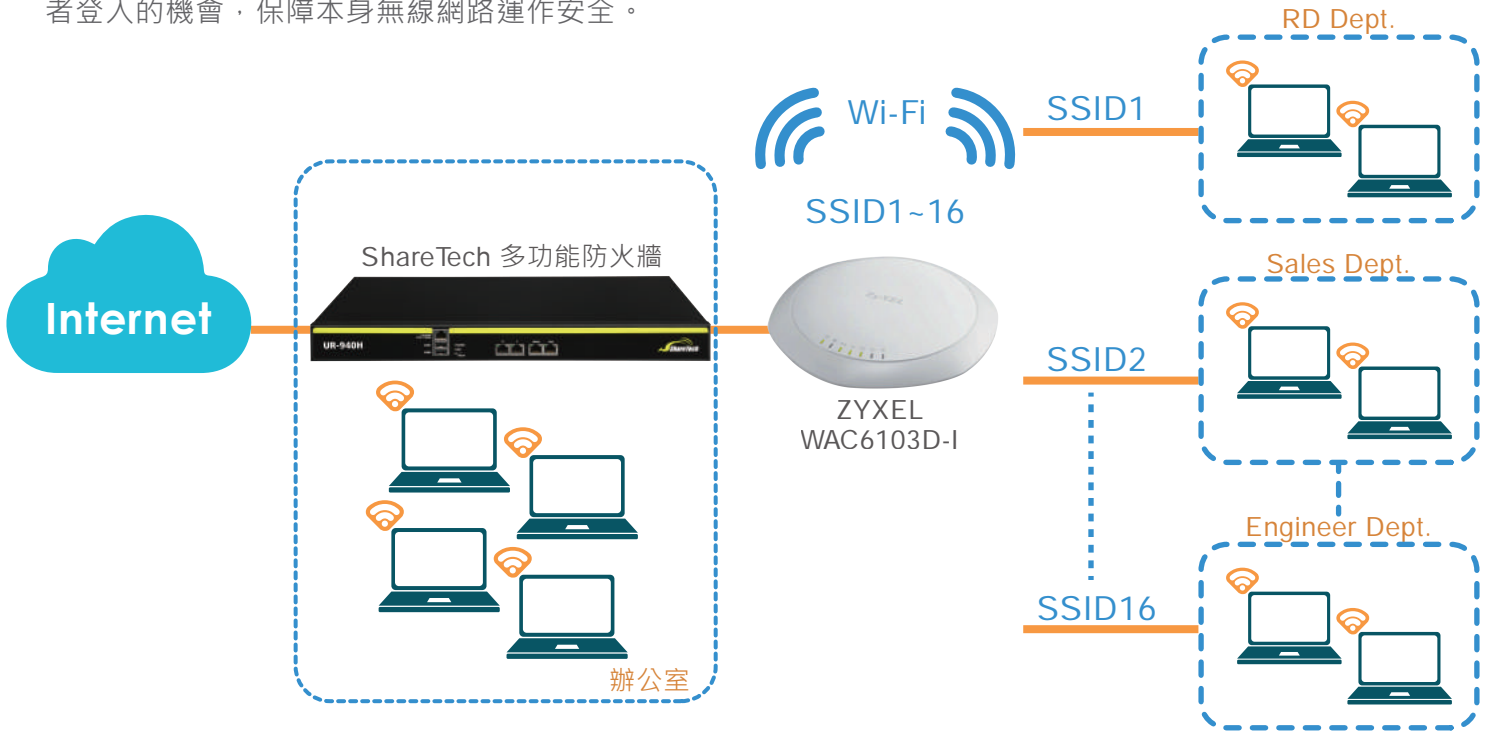 者登入的機會，保障本身無線網路運作安全。
RD Dept.
Wi-Fi
SSID1
SSID1~16
ShareTech 多功能防火牆
Sales Dept.
Internet
UR-940H
ShareTech
ZyXEL
SSID2
ZYXEL
WAC6103D-I
Engineer Dept.
SSID16
辦公室